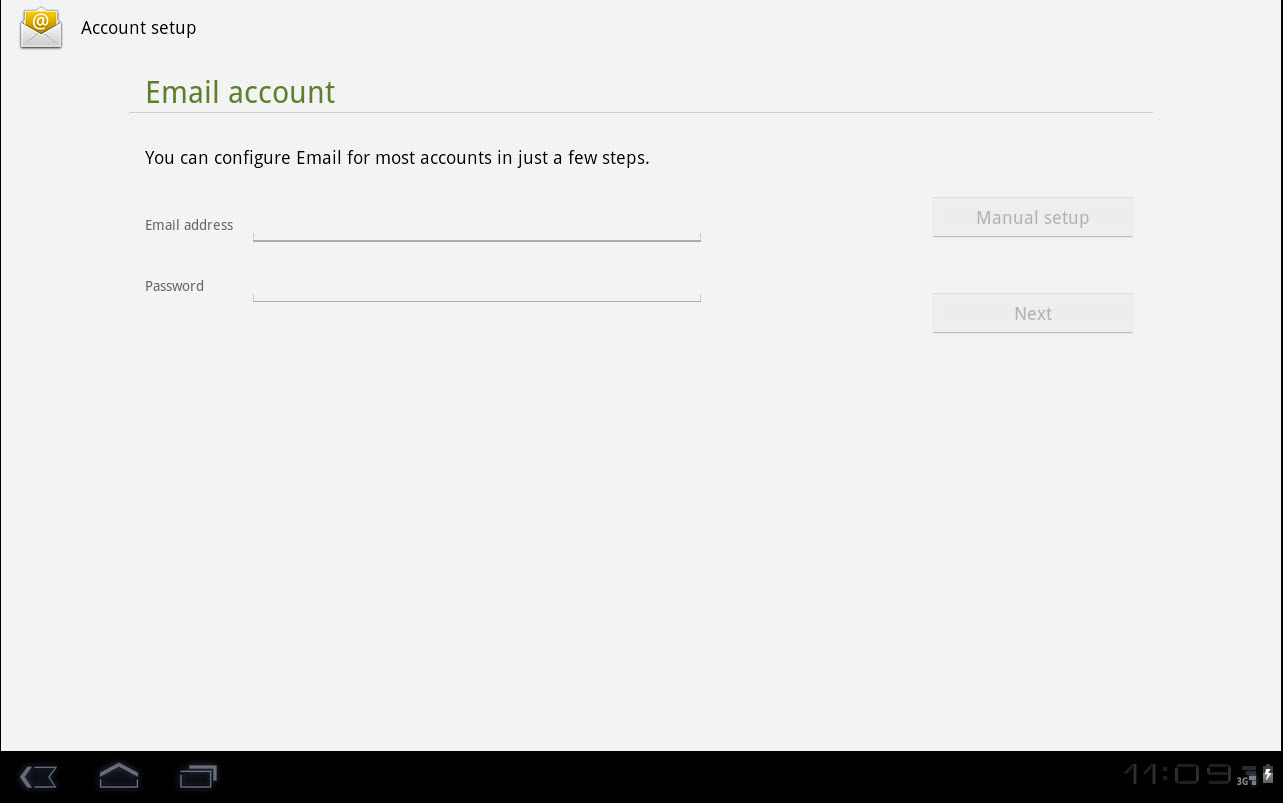 @
Account setup
Email account
You can configure Email for most accounts in just a few steps.
Email address
Manual setup
Password
Next
11:09
3G